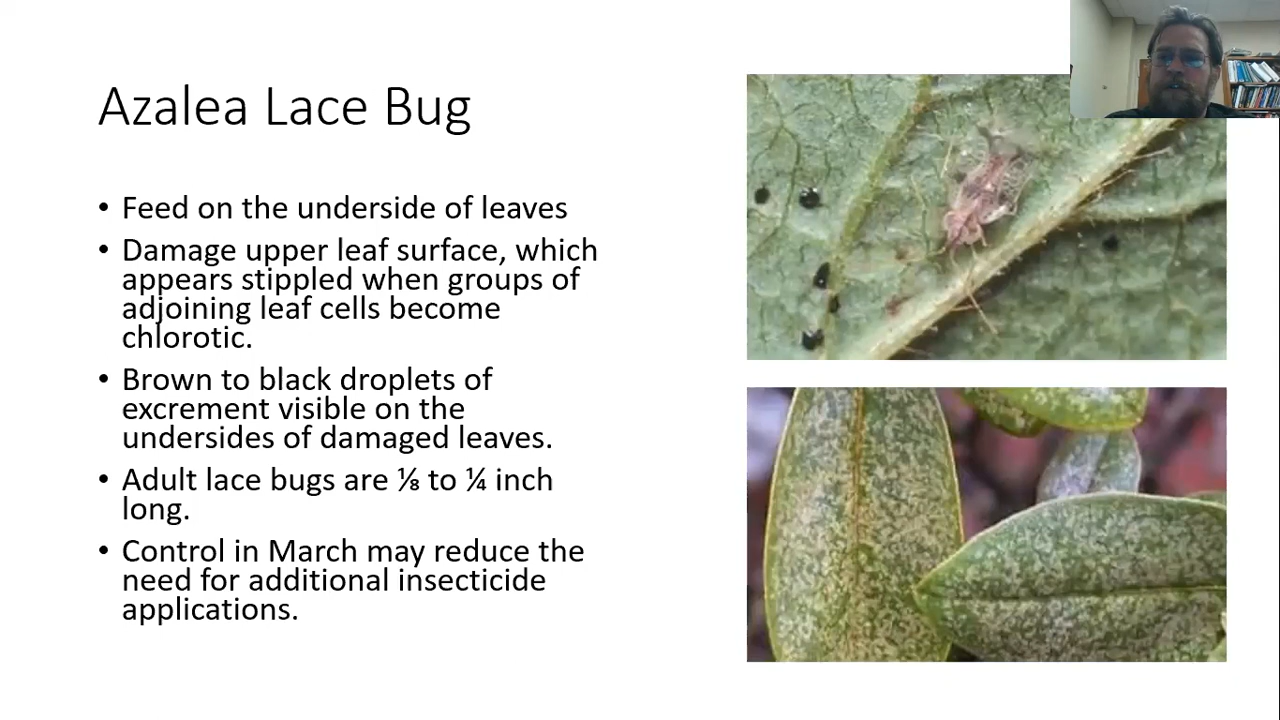 Azalea Lace Bug
• Feed on the underside of leaves
• Damage upper leaf surface, which
appears stippled when groups of
adjoining leaf cells become
chlorotic.
• Brown to black droplets of
excrement visible on the
undersides of damaged leaves.
• Adult lace bugs are ⅛ to ¼ inch
long.
• Control in March may reduce the
need for additional insecticide
applications.